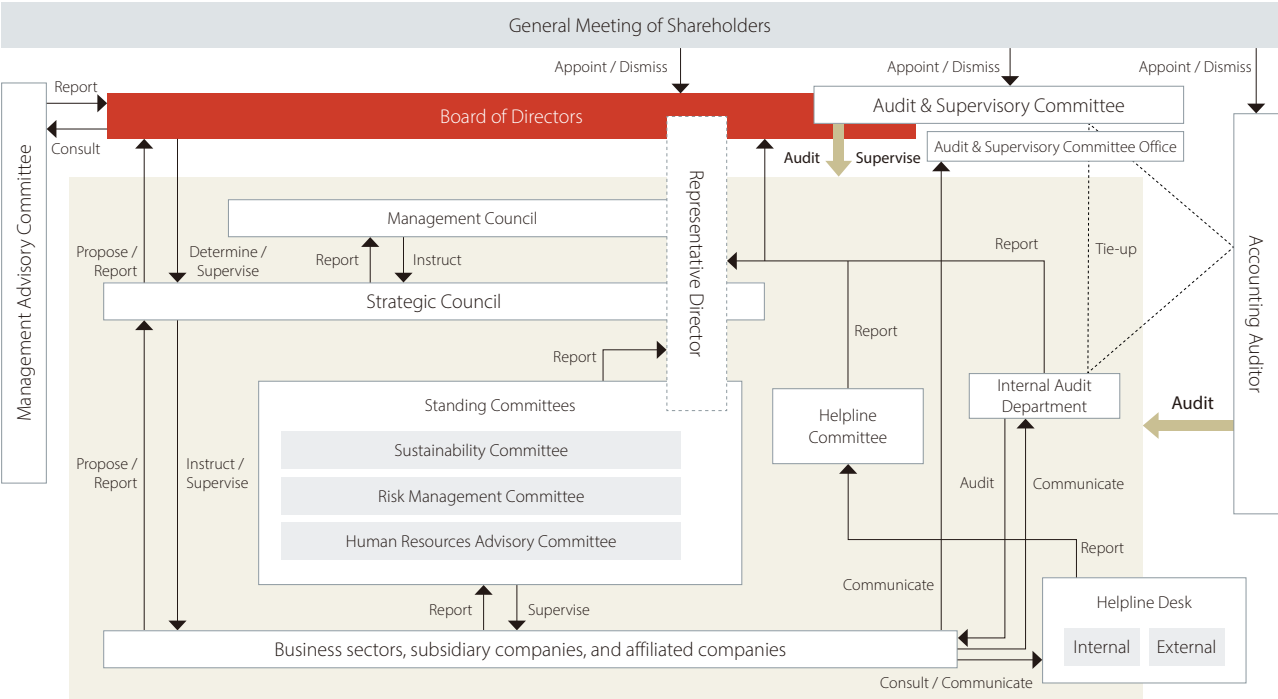 General Meeting of Shareholders
Appoint / Dismiss
Appoint / Dismiss
Appoint / Dismiss
Report
Consult
Management Advisory Committee
Board of Directors
Audit & Supervisory Committee
Audit & Supervisory Committee Office
Audit
Supervise
Representative Director
Accounting Auditor
Management Council
Propose /
Report
Determine /
Supervise
Report
Instruct
Report
Tie-up
Strategic Council
Report
Report
Standing Committees
Sustainability Committee
Risk Management Committee
Human Resources Advisory Committee
Helpline
Committee
Internal Audit
Department
Audit
Propose /
Report
Instruct /
Supervise
Audit
Communicate
Report
Communicate
Report
Supervise
Helpline Desk
Internal
External
Business sectors, subsidiary companies, and affiliated companies
Consult / Communicate